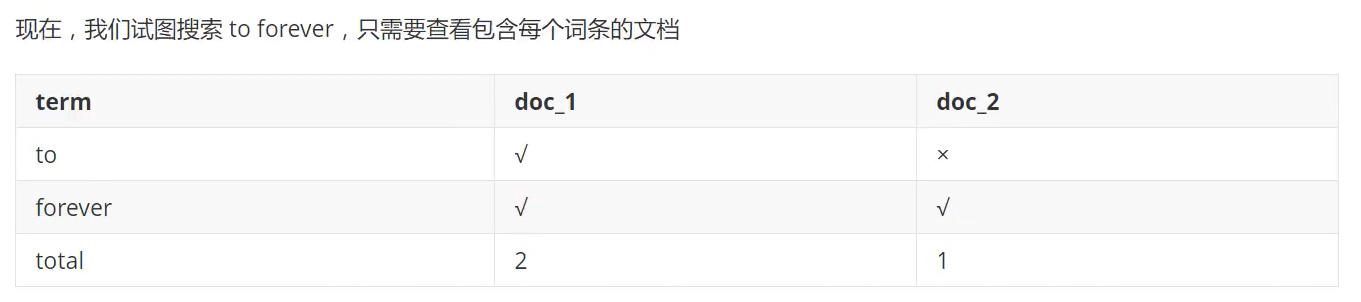 现在，我们试图搜索 to forever，只需要查看包含每个词条的文档
term doc_1 doc_2
to √ ×
forever √ √
total 2 1